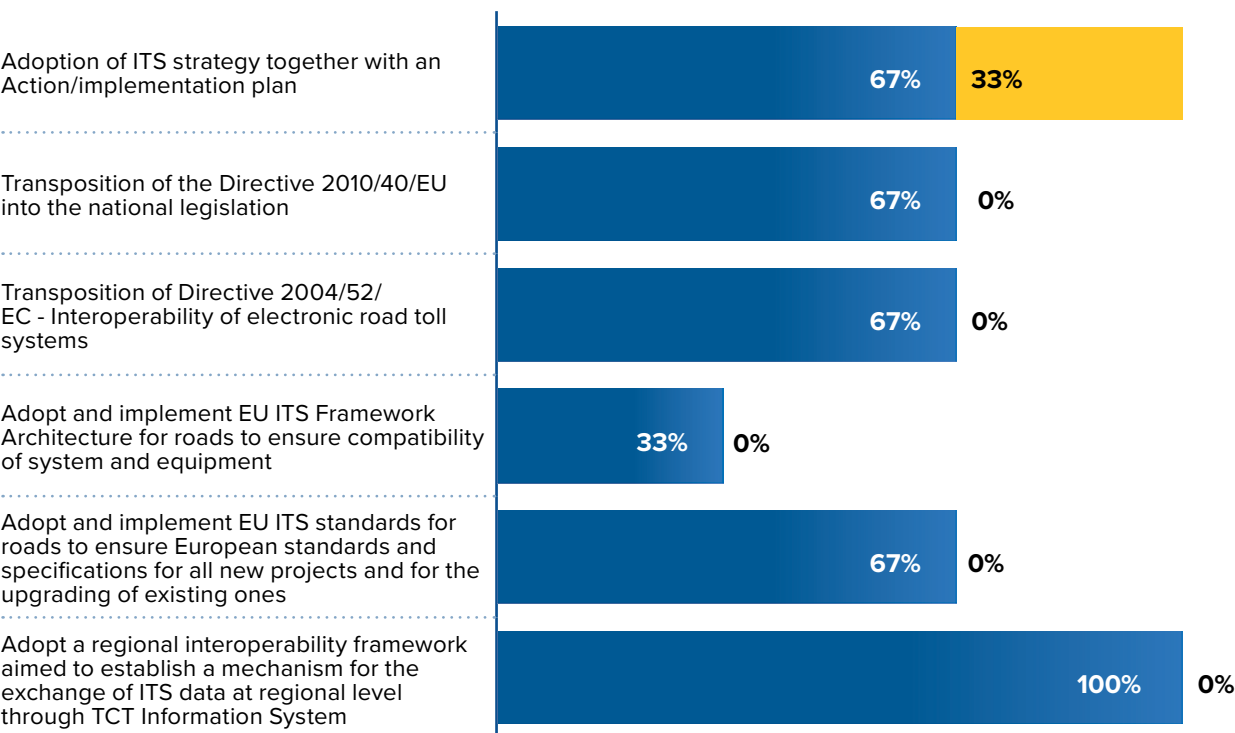 Adoption of ITS strategy together with an
Action/implementation plan
67%
33%
Transposition of the Directive 2010/40/EU
into the national legislation
67%
0%
Transposition of Directive 2004/52/
EC - Interoperability of electronic road toll
systems
67%
0%
Adopt and implement EU ITS Framework
Architecture for roads to ensure compatibility
of system and equipment
33%
0%
Adopt and implement EU ITS standards for
roads to ensure European standards and
specifications for all new projects and for the
upgrading of existing ones
67%
0%
Adopt a regional interoperability framework
aimed to establish a mechanism for the
exchange of ITS data at regional level
through TCT Information System
100%
0%